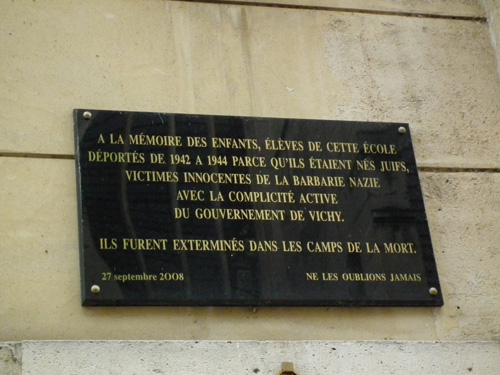 A LA MÉMOIRE DES ENFANTS, ÉLÈVES DE CETTE ÉCOLE
DÉPORTÉS DE 1942 A 1944 PARCE QU'ILS ÉTAIENT NÉS JUIFS,
VICTIMES INNOCENTES DE LA BARBARIE NAZIE
AVEC LA COMPLICITÉ ACTIVE
DU GOUVERNEMENT DE VICHY.
ILS FURENT EXTERMINÉS DANS LES CAMPS DE LA MORT.
27 septembre 2008 NE LES OUBLIONS JAMAIS